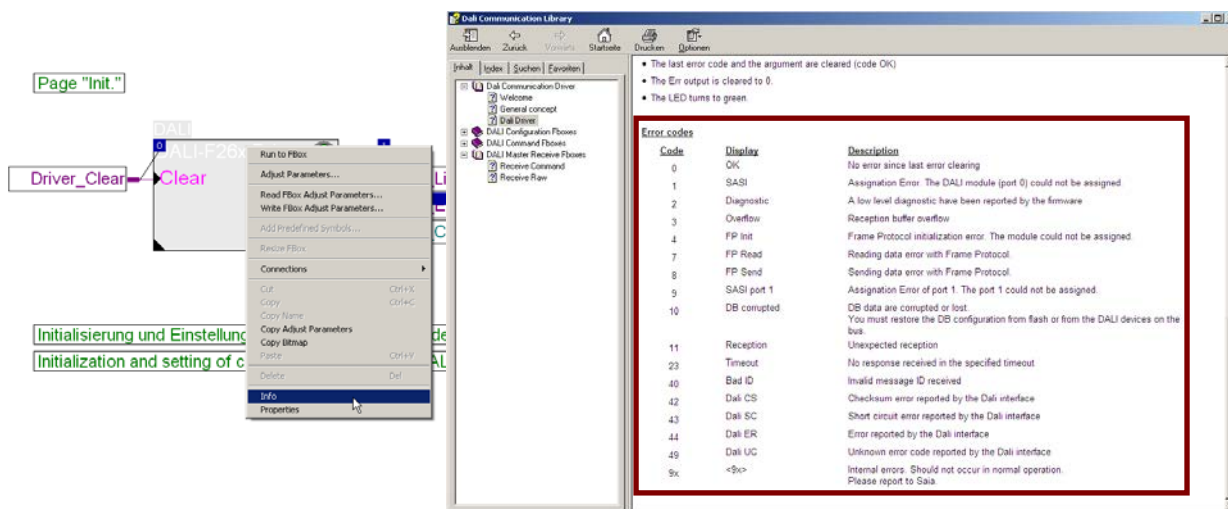 Page "Init."
DALI
DALI-F26x
Driver_Clear
Clear
Initialisierung und Einstellung
Initialization and setting of c
Run to FBox
Adjust Parameters...
Read FBox Adjust Parameters...
Write FBox Adjust Parameters...
Add Predefined Symbols...
Resize FBox
Connections
Cut Ctrl+X
Copy Ctrl+C
Copy Name
Copy Adjust Parameters
Copy Bitmap
Paste Ctrl+V
Delete Del
Info
Properties
Dali Communication Library
Ausblenden Zurück Vorwärts Startseite Drucken Optionen
Inhalt Index Suchen Favoriten
Dali Communication Driver
Welcome
General concept
Dali Driver
DALI Configuration Fboxes
DALI Command Fboxes
DALI Master Receive Fboxes
Receive Command
Receive Raw
• The last error code and the argument are cleared (code OK)
• The Err output is cleared to 0.
• The LED turns to green.
Error codes
Code Display Description
0 OK No error since last error clearing
1 SASI Assignation Error. The DALI module (port 0) could not be assigned.
2 Diagnostic A low level diagnostic have been reported by the firmware
3 Overflow Reception buffer overflow
4 FP Init Frame Protocol initialization error. The module could not be assigned.
7 FP Read Reading data error with Frame Protocol.
8 FP Send Sending data error with Frame Protocol.
9 SASI port 1 Assignation Error of port 1. The port 1 could not be assigned.
10 DB corrupted DB data are corrupted or lost.
You must restore the DB configuration from flash or from the DALI devices on the
bus.
11 Reception Unexpected reception
23 Timeout No response received in the specified timeout
40 Bad ID Invalid message ID received
42 Dali CS Checksum error reported by the Dali interface
43 Dali SC Short circuit error reported by the Dali interface
44 Dali ER Error reported by the Dali interface
49 Dali UC Unknown error code reported by the Dali interface
9x <9x> Internal errors. Should not occur in normal operation.
Please report to Saia.